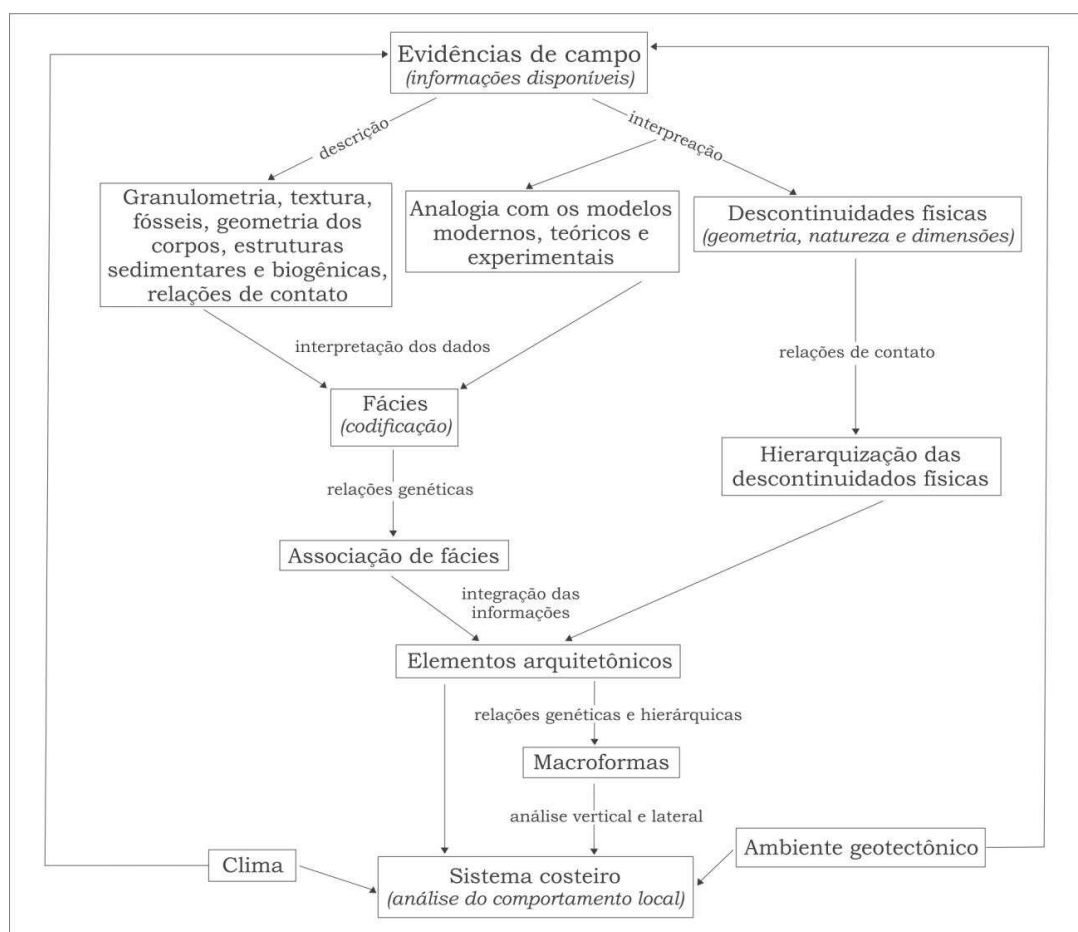 Evidências de campo
(informações disponíveis)
descrição
interpreação
Granulometria, textura,
fósseis, geometria dos
corpos, estruturas
sedimentares e biogênicas,
relações de contato
Analogia com os modelos
modernos, teóricos e
experimentais
Descontinuidades físicas
(geometria, natureza e dimensões)
interpretação dos dados
relações de contato
Fácies
(codificação)
Hierarquização das
descontinuidados físicas
relações genéticas
Associação de fácies
integração das
informações
Elementos arquitetônicos
relações genéticas e hierárquicas
Macroformas
análise vertical e lateral
Clima
Ambiente geotectônico
Sistema costeiro
(análise do comportamento local)